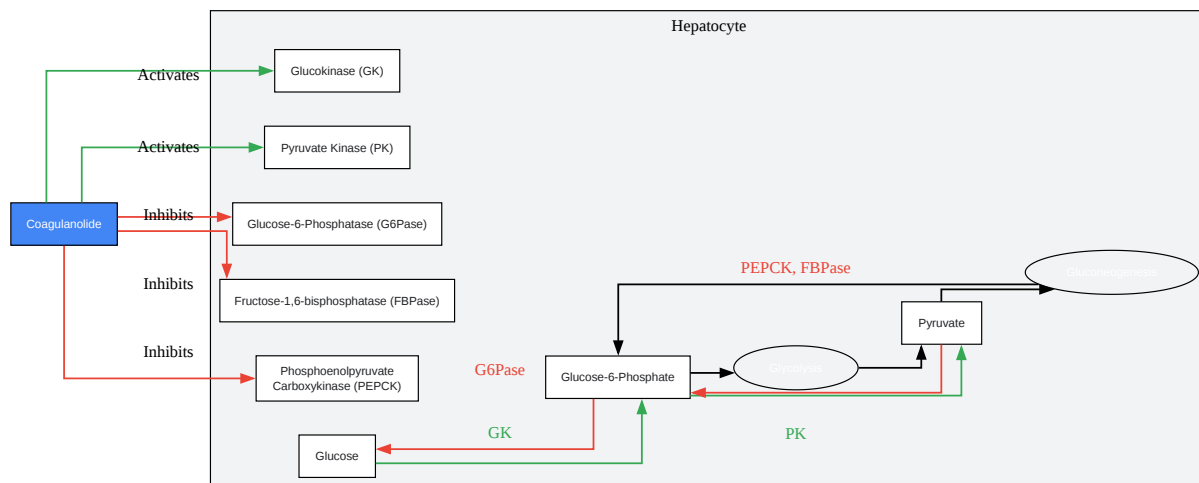 Hepatocyte
Activates
Glucokinase (GK)
Activates
Pyruvate Kinase (PK)
Coagulanolide
Inhibits
Glucose-6-Phosphatase (G6Pase)
Inhibits
Fructose-1,6-bisphosphatase (FBPase)
Inhibits
Phosphoenolpyruvate
Carboxykinase (PEPCK)
PEPCK, FBPase
Gluconeogenesis
Pyruvate
G6Pase
Glucose-6-Phosphate
Glycolysis
GK
PK
Glucose